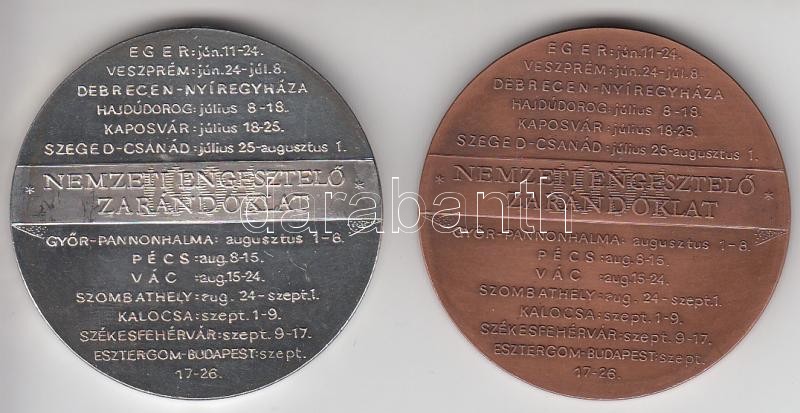 EGER: jún. 11-24.
VESZPRÉM: jún. 24-júl. 8.
DEBRECEN-NYÍREGYHÁZA
HAJDÚDOROG: július 8-18.
KAPOSVÁR: július 18-25.
SZEGED-CSANÁD: július 25-augusztus 1.
* NEMZETI ENGESZTELŐ *
ZARÁNDOKLAT
GYŐR-PANNONHALMA: augusztus 1-8.
PÉCS: aug. 8-15.
VÁC: aug. 15-24.
SZOMBATHELY: aug. 24-szept. 1.
KALOCSA: szept. 1-9.
SZÉKESFEHÉRVÁR: szept. 9-17.
ESZTERGOM-BUDAPEST: szept.
17-26.
EGER: jún. 11-24.
VESZPRÉM: jún. 24-júl. 8.
DEBRECEN-NYÍREGYHÁZA
HAJDÚDOROG: július 8-18.
KAPOSVÁR: július 18-25.
SZEGED-CSANÁD: július 25-augusztus 1.
* NEMZETI ENGESZTELŐ *
ZARÁNDOKLAT
GYŐR-PANNONHALMA: augusztus 1-8.
PÉCS: aug. 8-15.
VÁC: aug. 15-24.
SZOMBATHELY: aug. 24-szept. 1.
KALOCSA: szept. 1-9.
SZÉKESFEHÉRVÁR: szept. 9-17.
ESZTERGOM-BUDAPEST: szept.
17-26.
darabanth